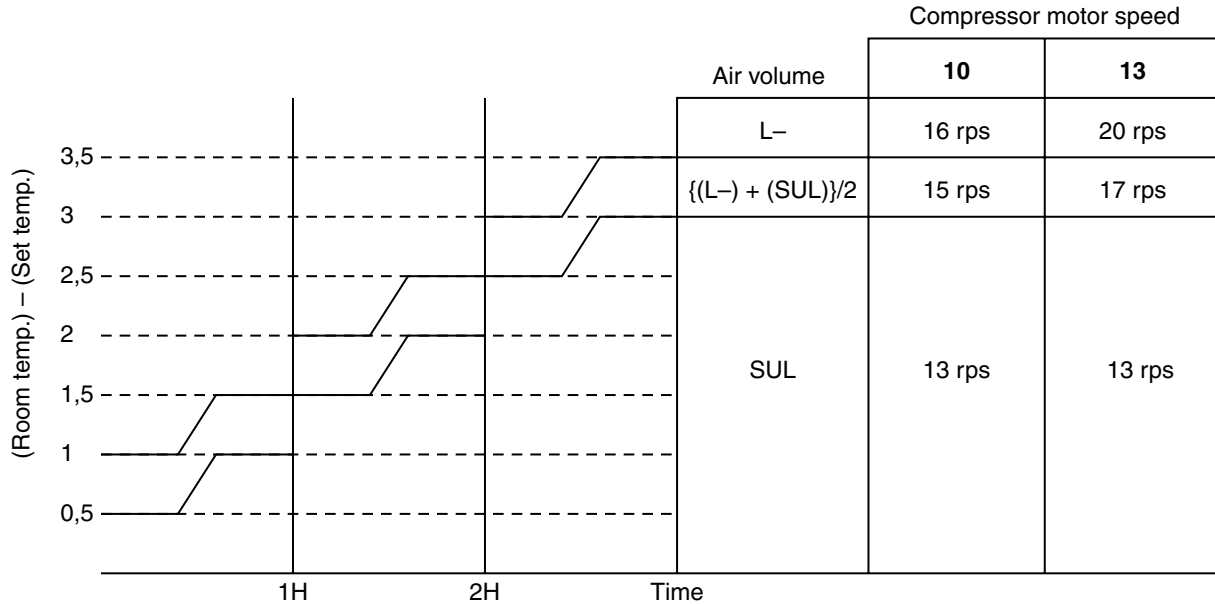 Compressor motor speed
Air volume 10 13
L– 16 rps 20 rps
{(L–) + (SUL)}/2 15 rps 17 rps
SUL 13 rps 13 rps
(Room temp.) – (Set temp.)
3,5
3
2,5
2
1,5
1
0,5
1H 2H Time